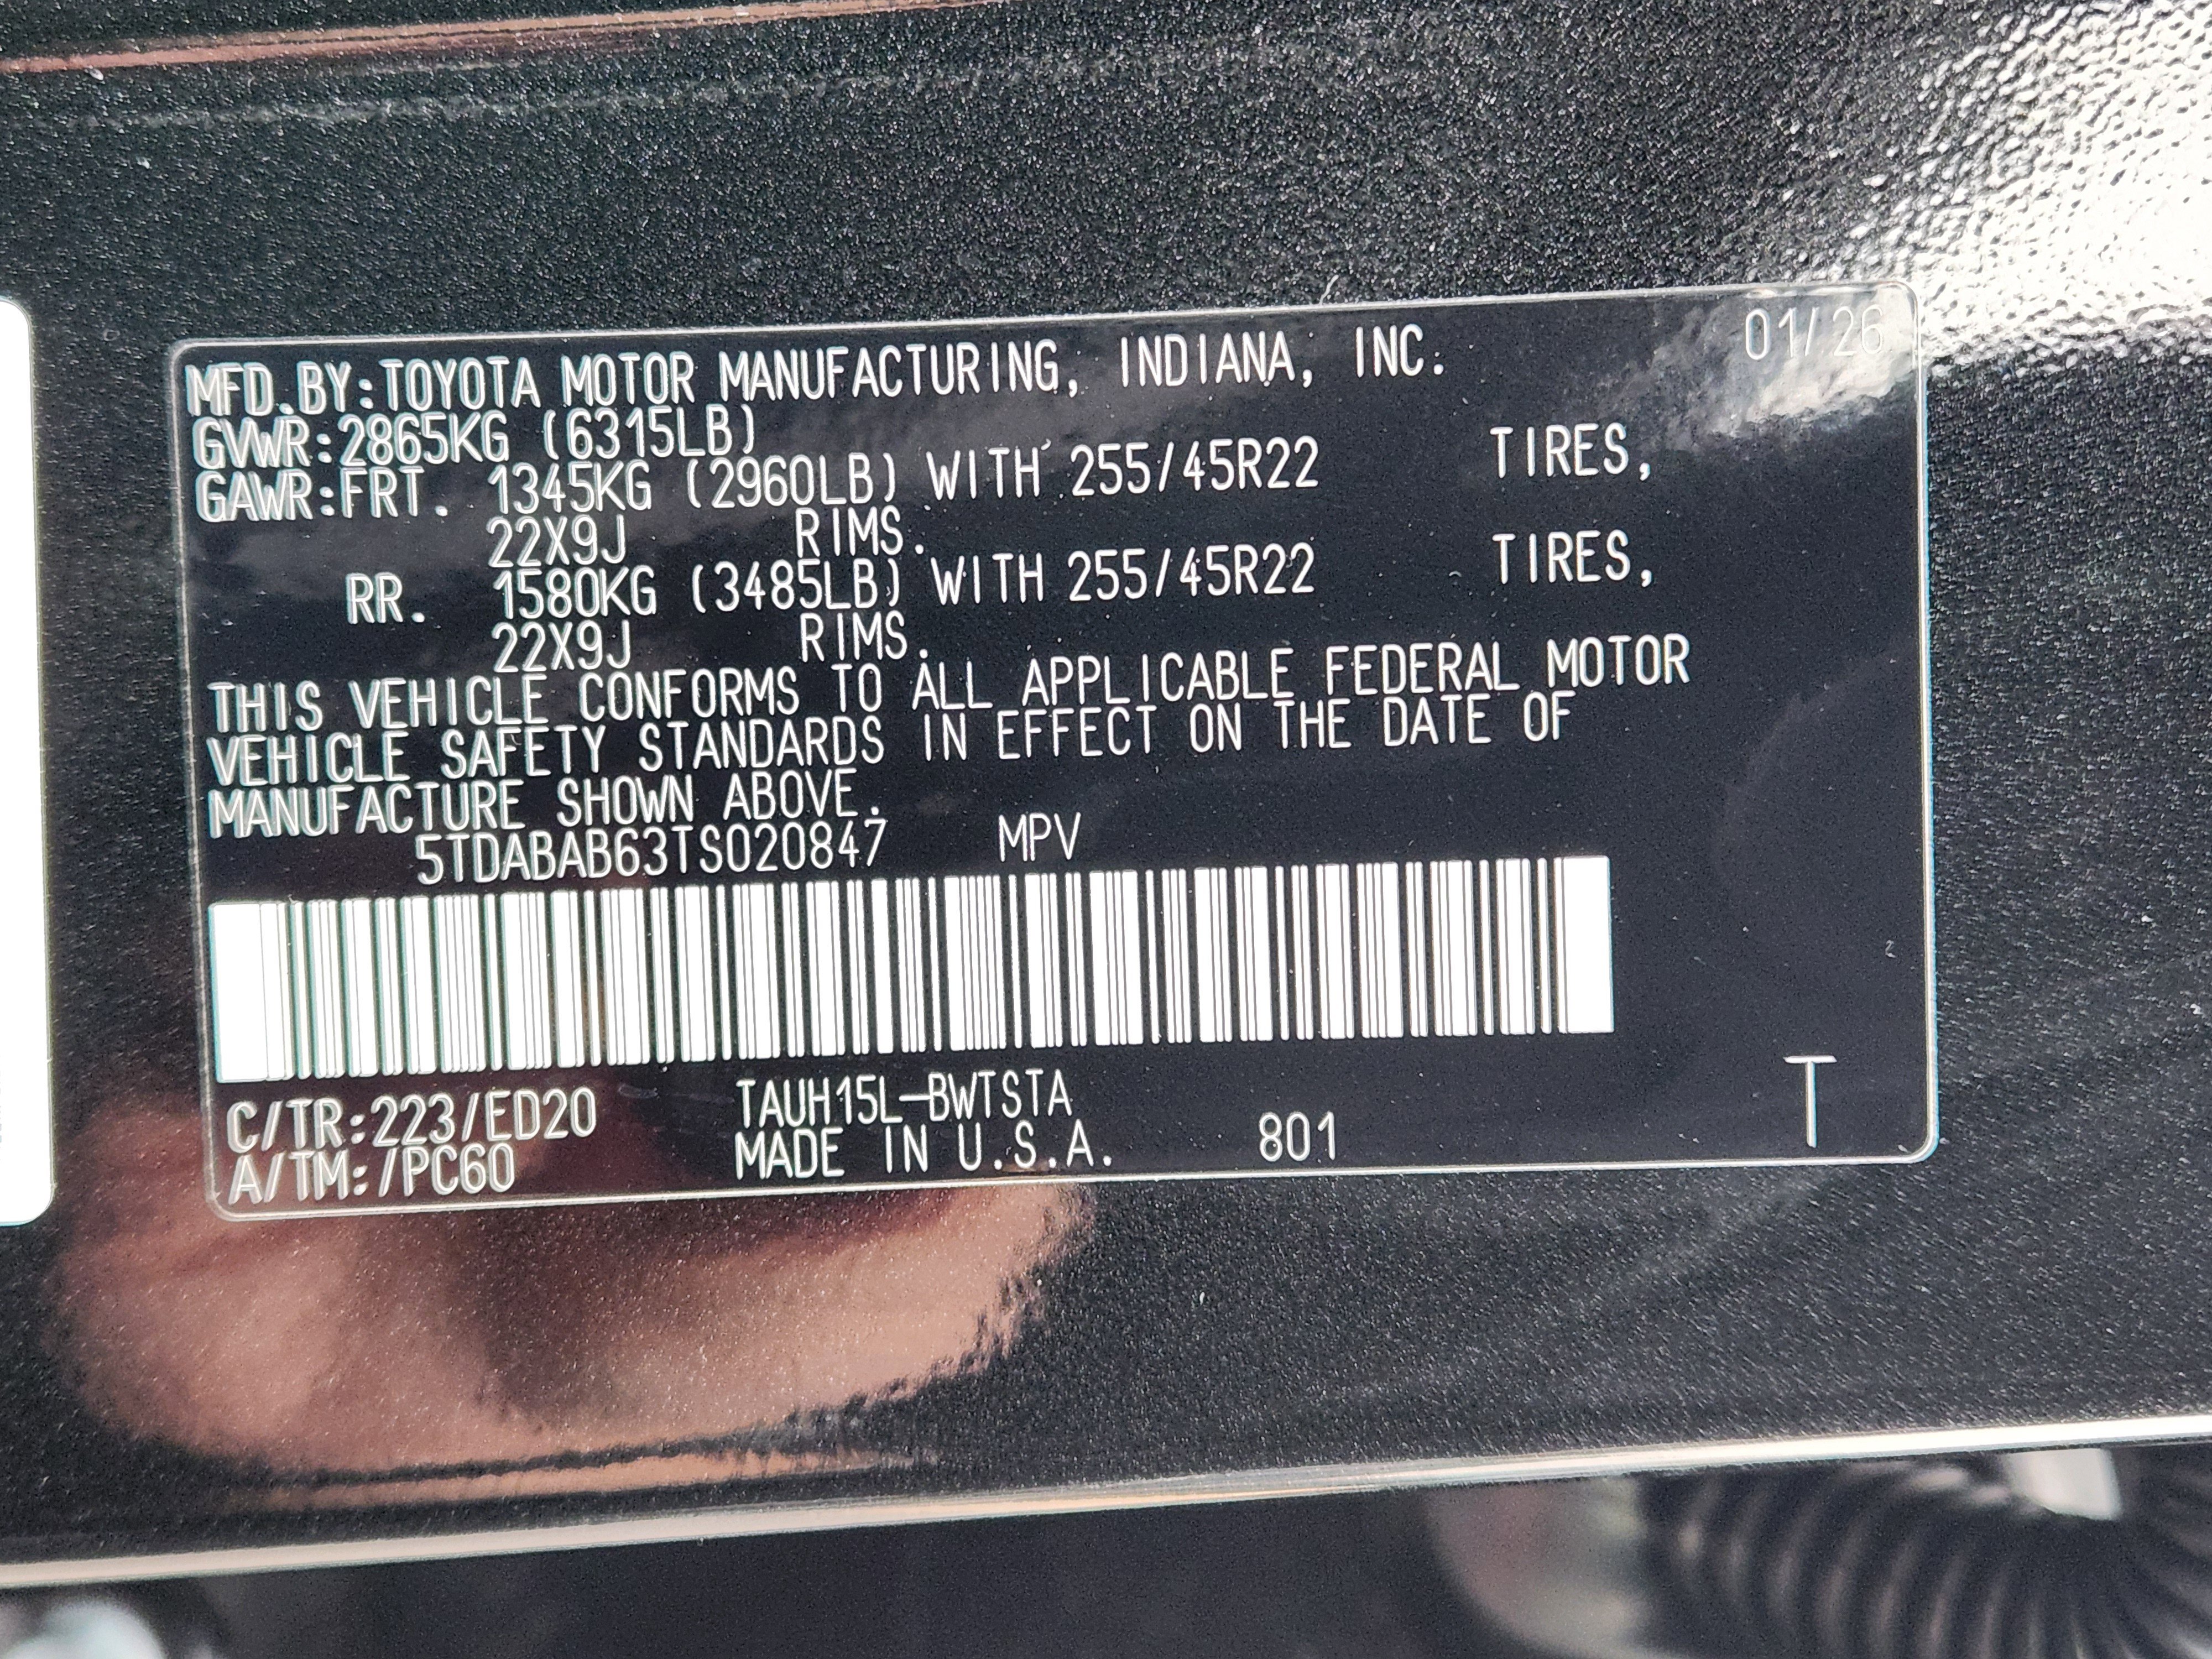 01/26
MFD.BY:TOYOTA MOTOR MANUFACTURING, INDIANA, INC.
GVWR:2865KG (6315LB)
GAWR:FRT. 1345KG (2960LB) WITH 255/45R22 TIRES,
22X9J RIMS.
RR. 1580KG (3485LB) WITH 255/45R22 TIRES,
22X9J RIMS.
THIS VEHICLE CONFORMS TO ALL APPLICABLE FEDERAL MOTOR
VEHICLE SAFETY STANDARDS IN EFFECT ON THE DATE OF
MANUFACTURE SHOWN ABOVE.
5TDABAB63TS020847 MPV
C/TR:223/ED20 TAUH15L-BWTSTA
A/TM:/PC60 MADE IN U.S.A. 801
T